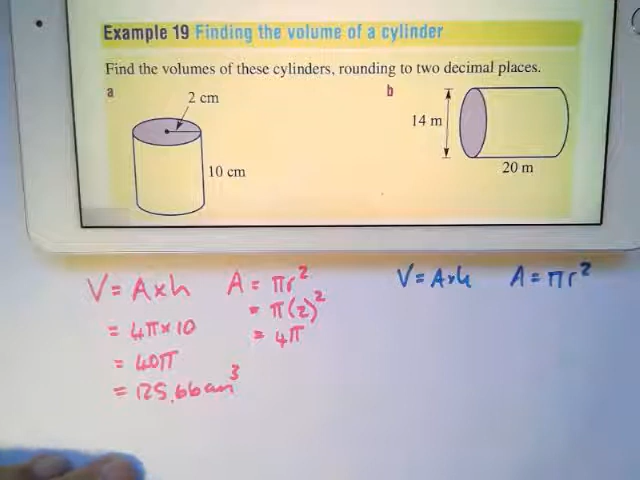 Example 19 Finding the volume of a cylinder
Find the volumes of these cylinders, rounding to two decimal places.
a
2 cm
10 cm
b
14 m
20 m
V = A×h
= 4π×10
= 40π
= 125.66cm³
A = πr²
= π(2)²
= 4π
V = A×h
A = πr²